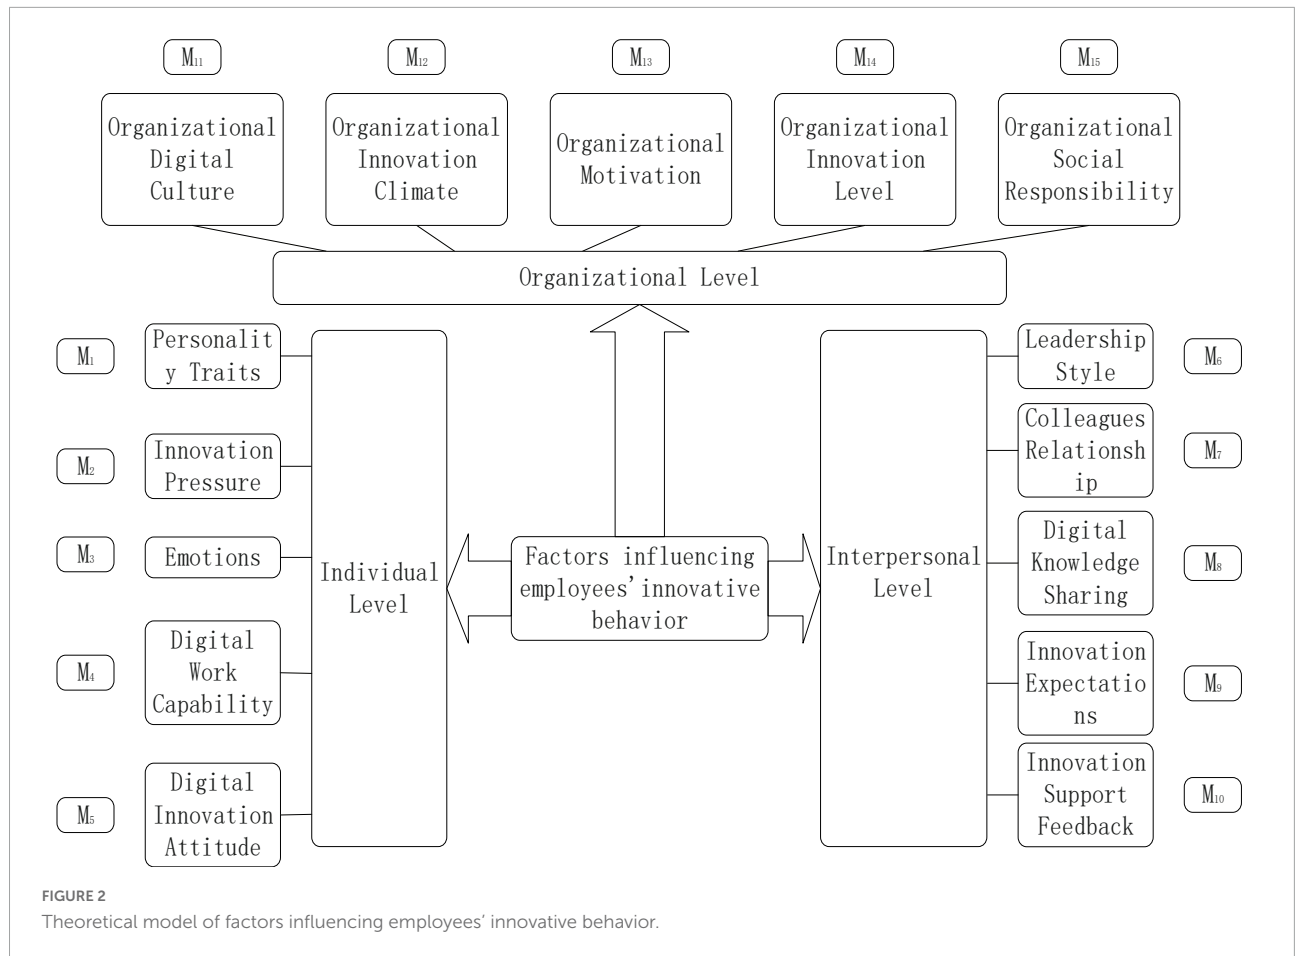 M₁₁
M₁₂
M₁₃
M₁₄
M₁₅
Organizational
Digital
Culture
Organizational
Innovation
Climate
Organizational
Motivation
Organizational
Innovation
Level
Organizational
Social
Responsibility
Organizational Level
M₁
Personalit
y Traits
M₂
Innovation
Pressure
M₃
Emotions
M₄
Digital
Work
Capability
M₅
Digital
Innovation
Attitude
Individual
Level
Factors influencing
employees'innovative
behavior
Interpersonal
Level
Leadership
Style
M₆
Colleagues
Relationsh
ip
M₇
Digital
Knowledge
Sharing
M₈
Innovation
Expectatio
ns
M₉
Innovation
Support
Feedback
M₁₀
FIGURE 2
Theoretical model of factors influencing employees’ innovative behavior.